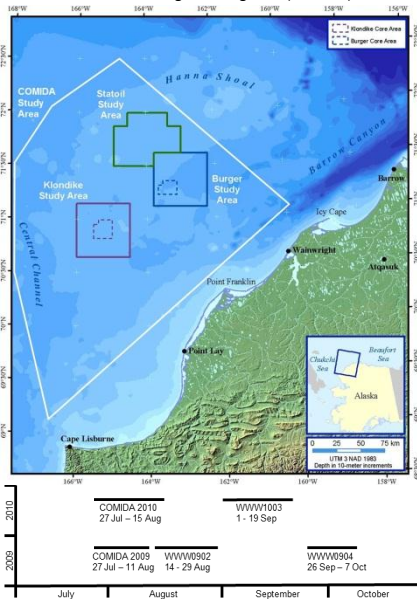 168°W
166°W
164°W
162°W
160°W
158°W
156°W
Klondike Core Area
Burger Core Area
72°30'N
72°N
71°30'N
71°N
70°30'N
70°N
69°30'N
69°N
COMIDA
Study
Area
Statoil
Study
Area
Hanna Shoal
Barrow Canyon
Barrow
Klondike
Study Area
Burger
Study
Area
Icy Cape
Wainwright
Atqasuk
Central Channel
Point Franklin
Point Lay
Cape Lisburne
Chukchi
Sea
Beaufort
Sea
Alaska
0 25 50 75 km
UTM 3 NAD 1983
Depth in 10-meter increments
2010
COMIDA 2010
27 Jul – 15 Aug
WWW1003
1 - 19 Sep
2009
COMIDA 2009
27 Jul – 11 Aug
WWW0902
14 - 29 Aug
WWW0904
26 Sep – 7 Oct
July
August
September
October